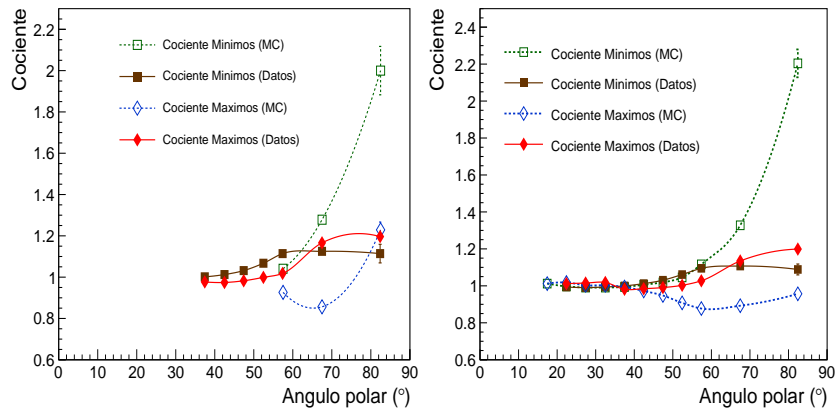 Cociente
2.2
2
1.8
1.6
1.4
1.2
1
0.8
0.6
Cociente Minimos (MC)
Cociente Minimos (Datos)
Cociente Maximos (MC)
Cociente Maximos (Datos)
0 10 20 30 40 50 60 70 80 90
Angulo polar (°)
Cociente
2.4
2.2
2
1.8
1.6
1.4
1.2
1
0.8
0.6
Cociente Minimos (MC)
Cociente Minimos (Datos)
Cociente Maximos (MC)
Cociente Maximos (Datos)
0 10 20 30 40 50 60 70 80 90
Angulo polar (°)